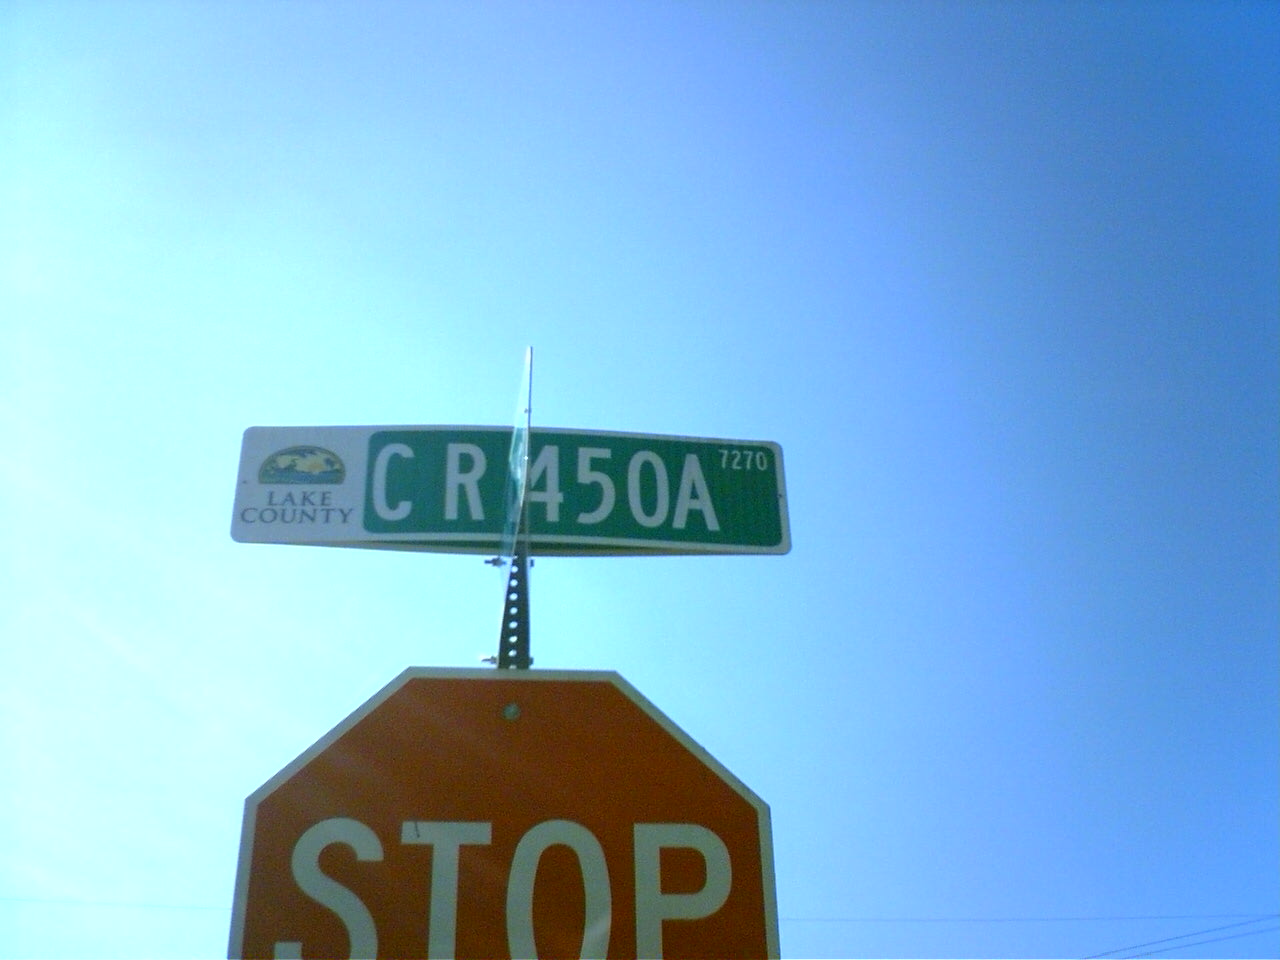 LAKE
COUNTY
C R 450A
7270
STOP